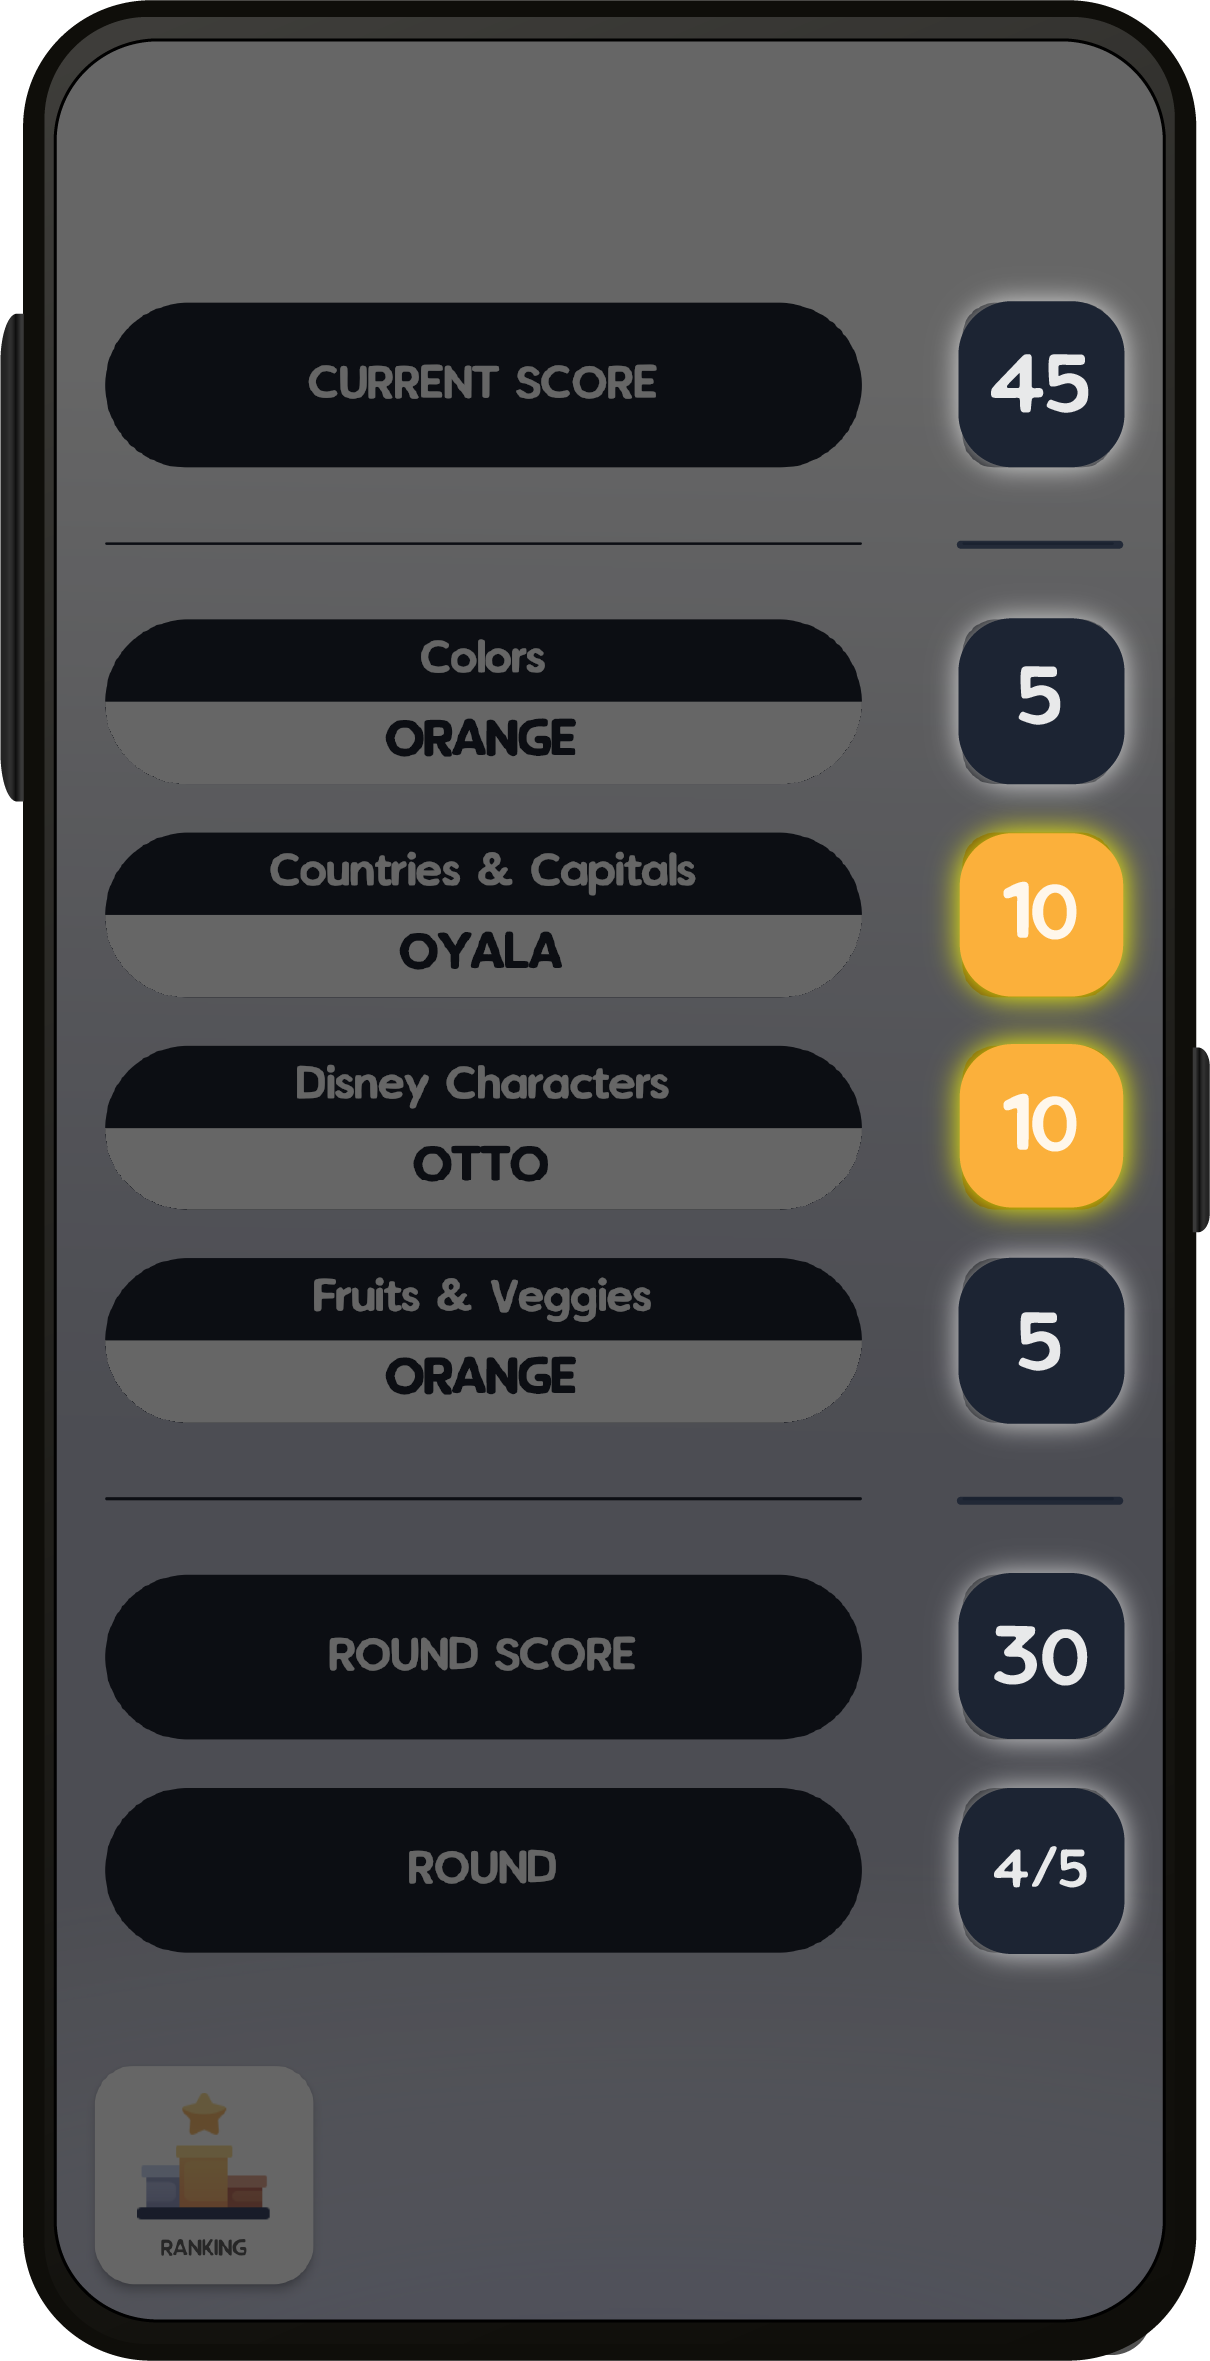 CURRENT SCORE 45
Colors
ORANGE
5
Countries & Capitals
OYALA
10
Disney Characters
OTTO
10
Fruits & Veggies
ORANGE
5
ROUND SCORE 30
ROUND 4/5
RANKING